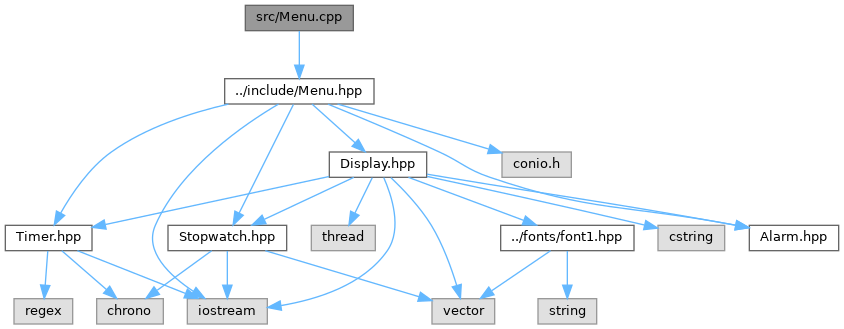 src/Menu.cpp
../include/Menu.hpp
Display.hpp
conio.h
Timer.hpp
Stopwatch.hpp
thread
../fonts/font1.hpp
cstring
Alarm.hpp
regex
chrono
iostream
vector
string